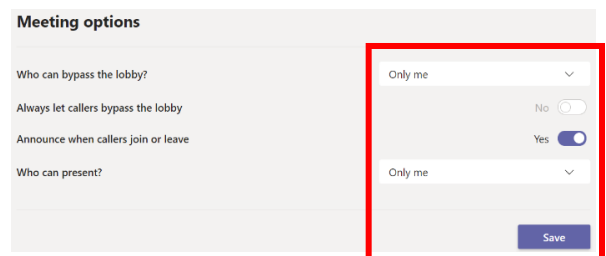 Meeting options
Who can bypass the lobby? Only me
Always let callers bypass the lobby No
Announce when callers join or leave Yes
Who can present? Only me
Save